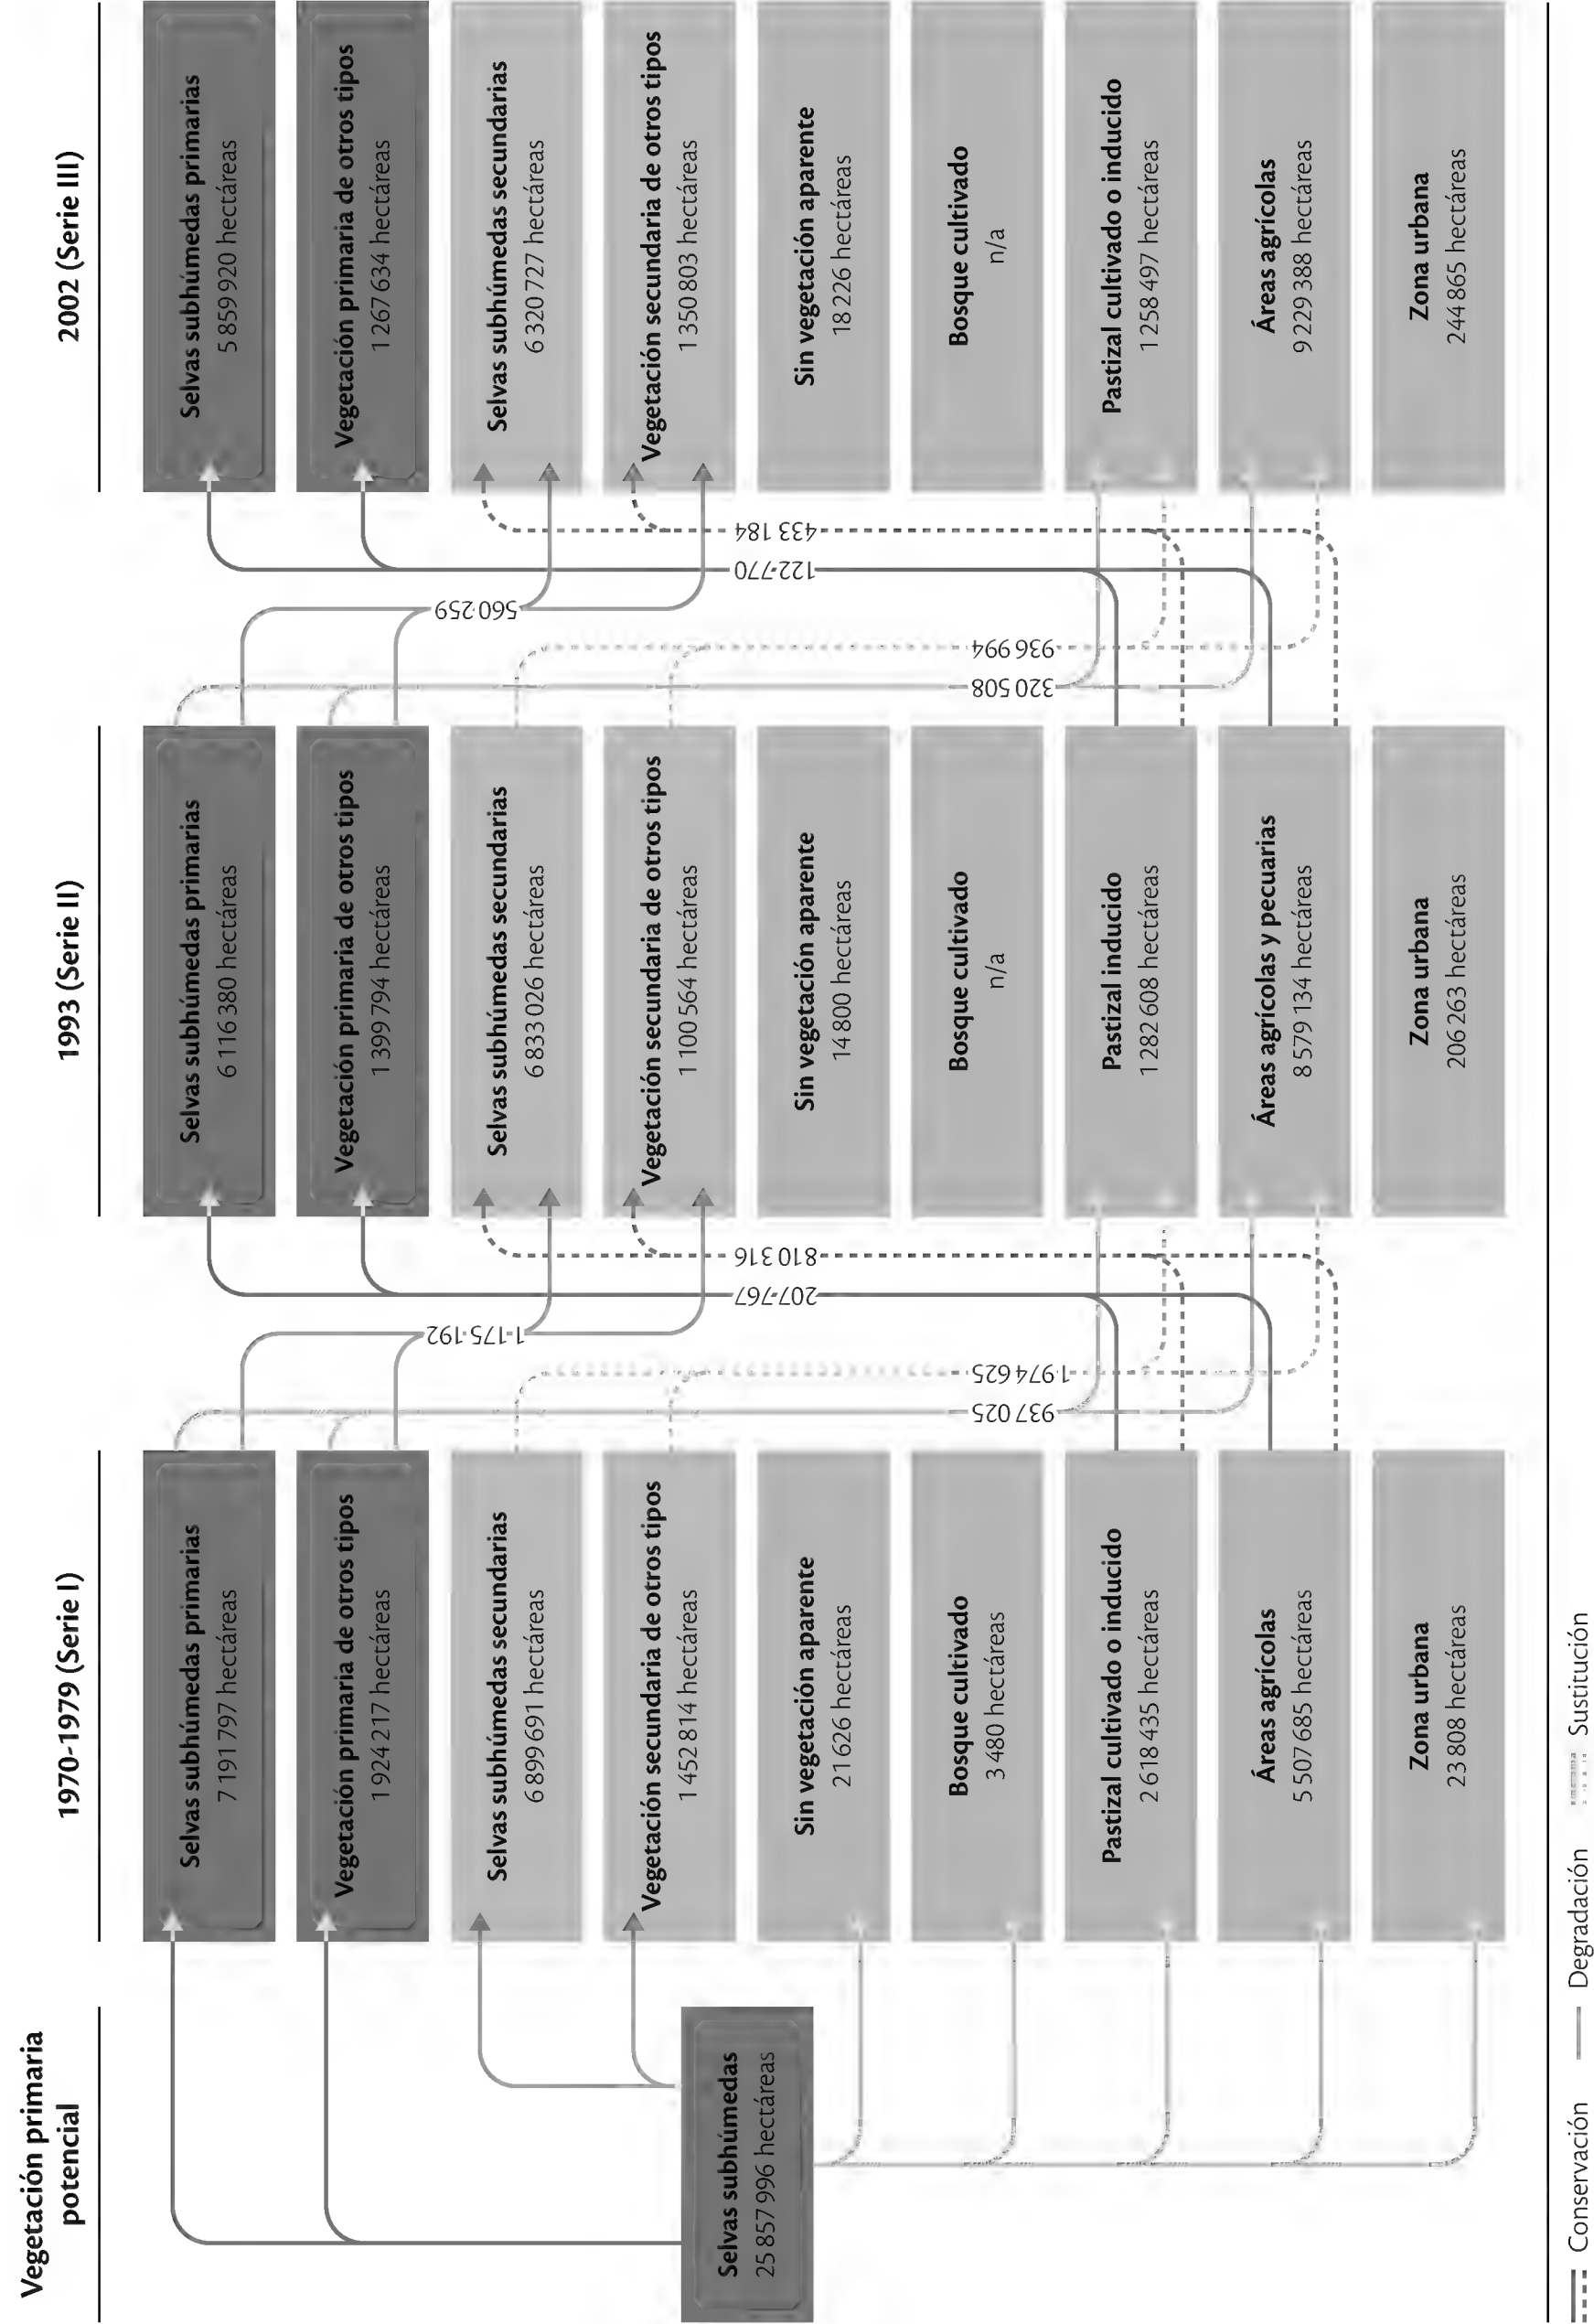 Vegetación primaria
potencial
Selvas subhúmedas
25 857 996 hectáreas
1970-1979 (Serie I)
Selvas subhúmedas primarias
7 191 797 hectáreas
Vegetación primaria de otros tipos
1 924 217 hectáreas
Selvas subhúmedas secundarias
6 899 691 hectáreas
Vegetación secundaria de otros tipos
1 452 814 hectáreas
Sin vegetación aparente
21 626 hectáreas
Bosque cultivado
3 480 hectáreas
Pastizal cultivado o inducido
2 618 435 hectáreas
Áreas agrícolas
5 507 685 hectáreas
Zona urbana
23 808 hectáreas
937 025
1 974 625
1 175 192
207 767
810 316
1993 (Serie II)
Selvas subhúmedas primarias
6 116 380 hectáreas
Vegetación primaria de otros tipos
1 399 794 hectáreas
Selvas subhúmedas secundarias
6 833 026 hectáreas
Vegetación secundaria de otros tipos
1 100 564 hectáreas
Sin vegetación aparente
14 800 hectáreas
Bosque cultivado
n/a
Pastizal inducido
1 282 608 hectáreas
Áreas agrícolas y pecuarias
8 579 134 hectáreas
Zona urbana
206 263 hectáreas
320 508
936 994
560 259
122 770
433 184
2002 (Serie III)
Selvas subhúmedas primarias
5 859 920 hectáreas
Vegetación primaria de otros tipos
1 267 634 hectáreas
Selvas subhúmedas secundarias
6 320 727 hectáreas
Vegetación secundaria de otros tipos
1 350 803 hectáreas
Sin vegetación aparente
18 226 hectáreas
Bosque cultivado
n/a
Pastizal cultivado o inducido
1 258 497 hectáreas
Áreas agrícolas
9 229 388 hectáreas
Zona urbana
244 865 hectáreas
Conservación
Degradación
Sustitución